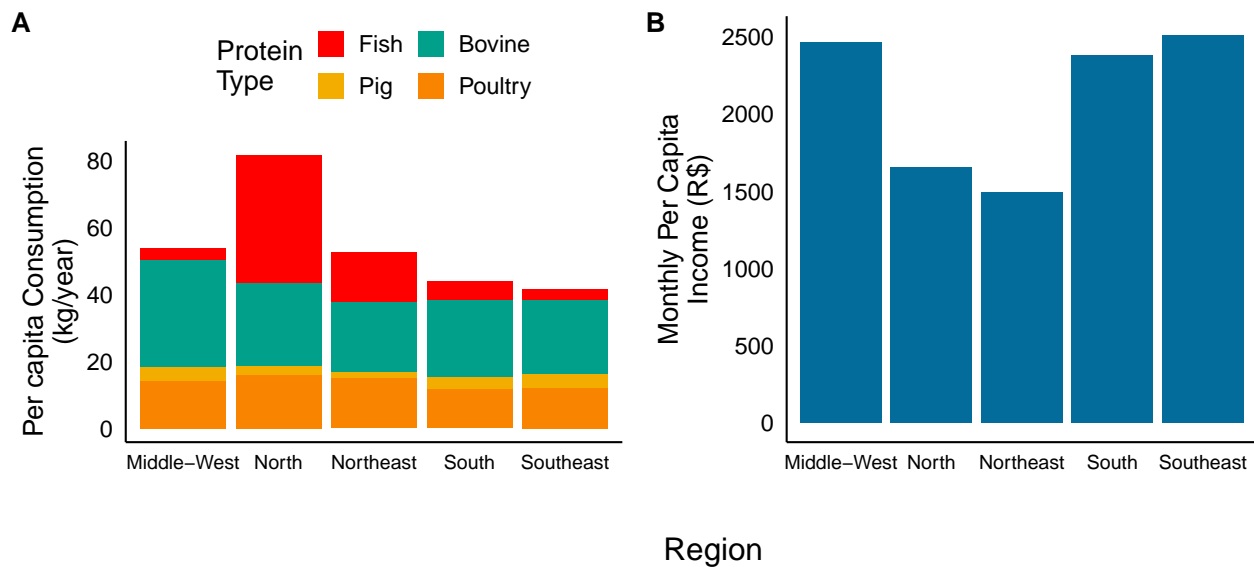 A
Protein
Type
Fish
Bovine
Pig
Poultry
Per capita Consumption
(kg/year)
80
60
40
20
0
Middle−West
North
Northeast
South
Southeast
B
Monthly Per Capita
Income (R$)
2500
2000
1500
1000
500
0
Middle−West
North
Northeast
South
Southeast
Region